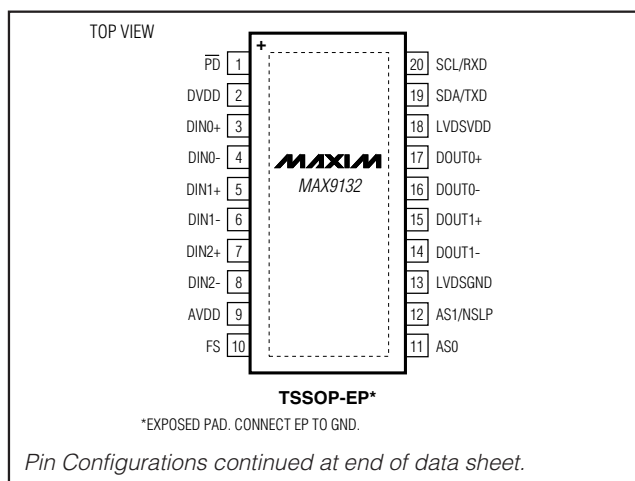 TOP VIEW
+
P̅D̅ 1 20 SCL/RXD
DVDD 2 19 SDA/TXD
DIN0+ 3 18 LVDSVDD
DIN0- 4 17 DOUT0+
MAXIM
DIN1+ 5 16 DOUT0-
MAX9132
DIN1- 6 15 DOUT1+
DIN2+ 7 14 DOUT1-
DIN2- 8 13 LVDSGND
AVDD 9 12 AS1/NSLP
FS 10 11 AS0
TSSOP-EP*
*EXPOSED PAD. CONNECT EP TO GND.
Pin Configurations continued at end of data sheet.